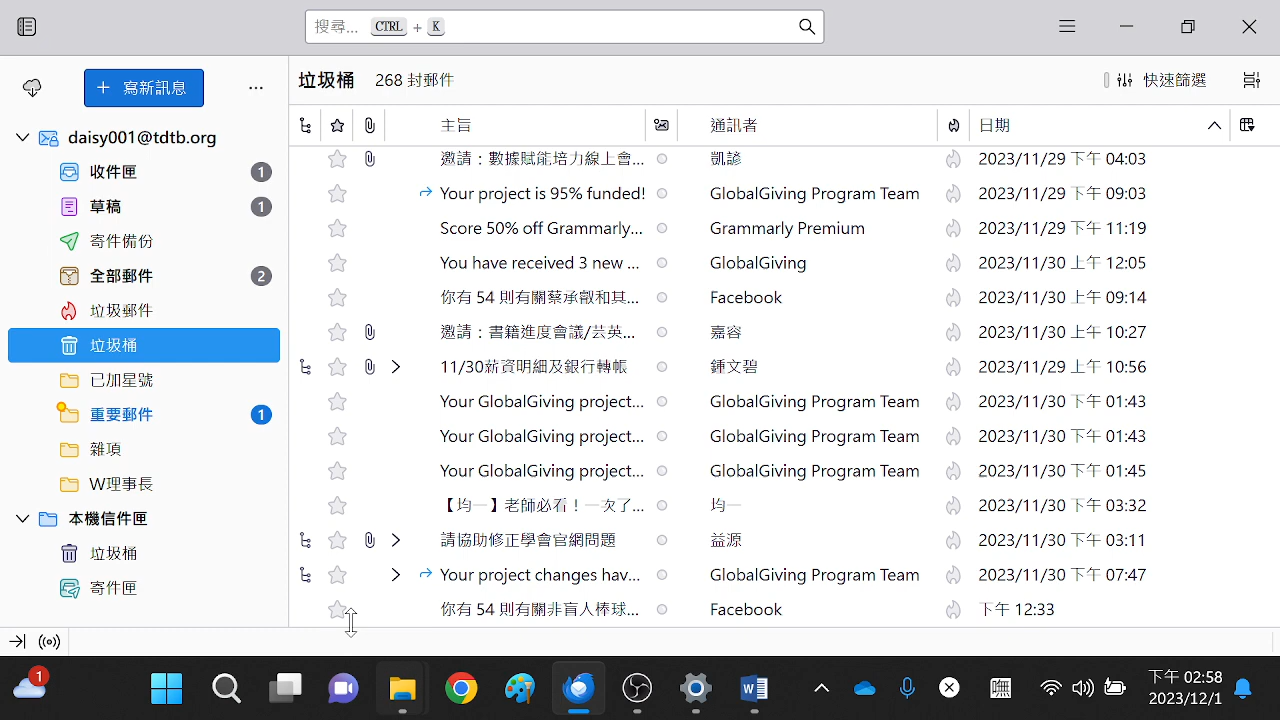 搜尋… CTRL + K
＋ 寫新訊息
垃圾桶 268 封郵件
快速篩選
daisy001@tdtb.org
收件匣 1
草稿 1
寄件備份
全部郵件 2
垃圾郵件
垃圾桶
已加星號
重要郵件 1
雜項
W理事長
本機信件匣
垃圾桶
寄件匣
主旨 通訊者 日期
邀請：數據賦能培力線上會... 凱諺 2023/11/29 下午 04:03
Your project is 95% funded! GlobalGiving Program Team 2023/11/29 下午 09:03
Score 50% off Grammarly... Grammarly Premium 2023/11/29 下午 11:19
You have received 3 new ... GlobalGiving 2023/11/30 上午 12:05
你有 54 則有關蔡承叡和其... Facebook 2023/11/30 上午 09:14
邀請：書籍進度會議/芸英... 嘉容 2023/11/30 上午 10:27
11/30薪資明細及銀行轉帳 鍾文碧 2023/11/29 上午 10:56
Your GlobalGiving project... GlobalGiving Program Team 2023/11/30 下午 01:43
Your GlobalGiving project... GlobalGiving Program Team 2023/11/30 下午 01:43
Your GlobalGiving project... GlobalGiving Program Team 2023/11/30 下午 01:45
【均一】老師必看！一次了... 均一 2023/11/30 下午 03:32
請協助修正學會官網問題 益源 2023/11/30 下午 03:11
Your project changes hav... GlobalGiving Program Team 2023/11/30 下午 07:47
你有 54 則有關非盲人棒球... Facebook 下午 12:33
1
下午 02:58
2023/12/1